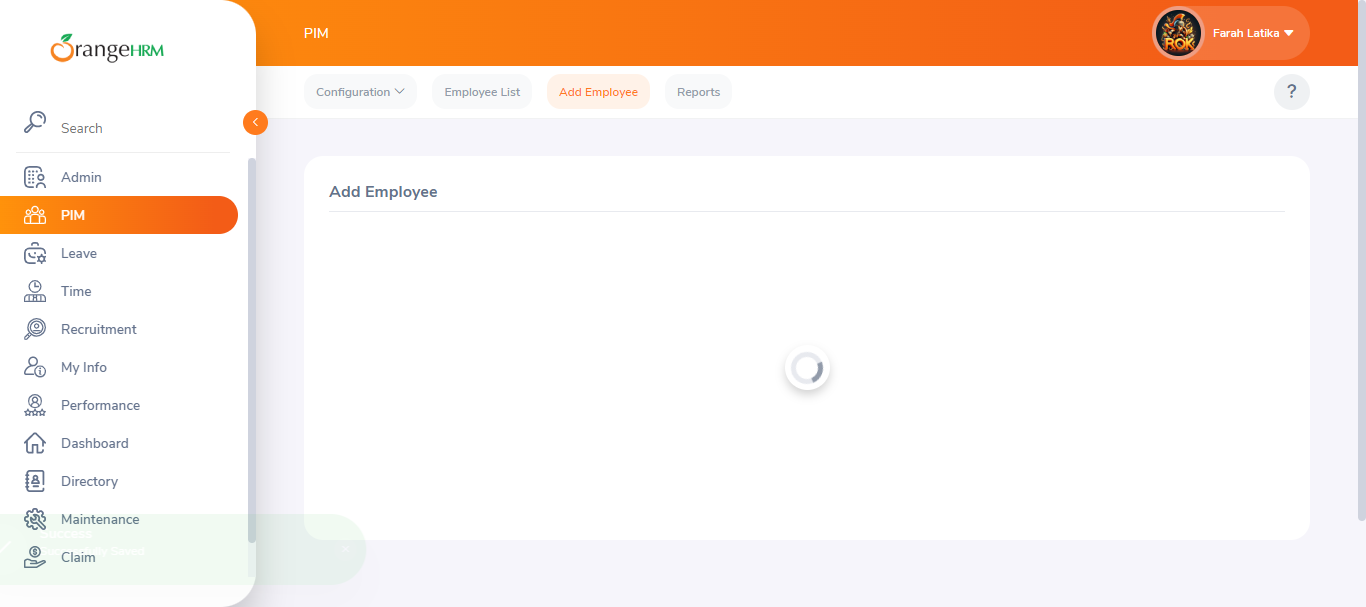 OrangeHRM
PIM
ROK
Farah Latika
Search
Configuration
Employee List
Add Employee
Reports
?
Admin
PIM
Leave
Time
Recruitment
My Info
Performance
Dashboard
Directory
Maintenance
Claim
Add Employee
Success
Saved